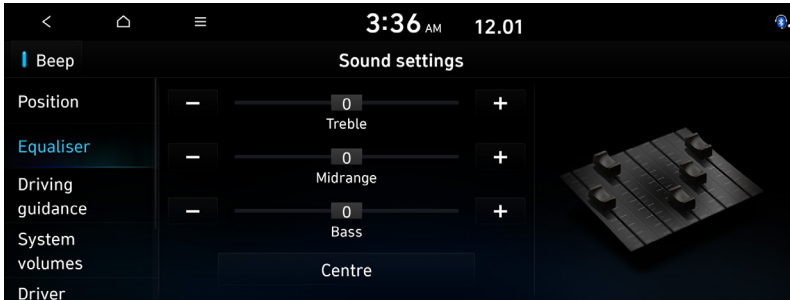 3:36 AM 12.01
Beep
Sound settings
Position
Equaliser
Driving
guidance
System
volumes
Driver
− 0 +
Treble
− 0 +
Midrange
− 0 +
Bass
Centre